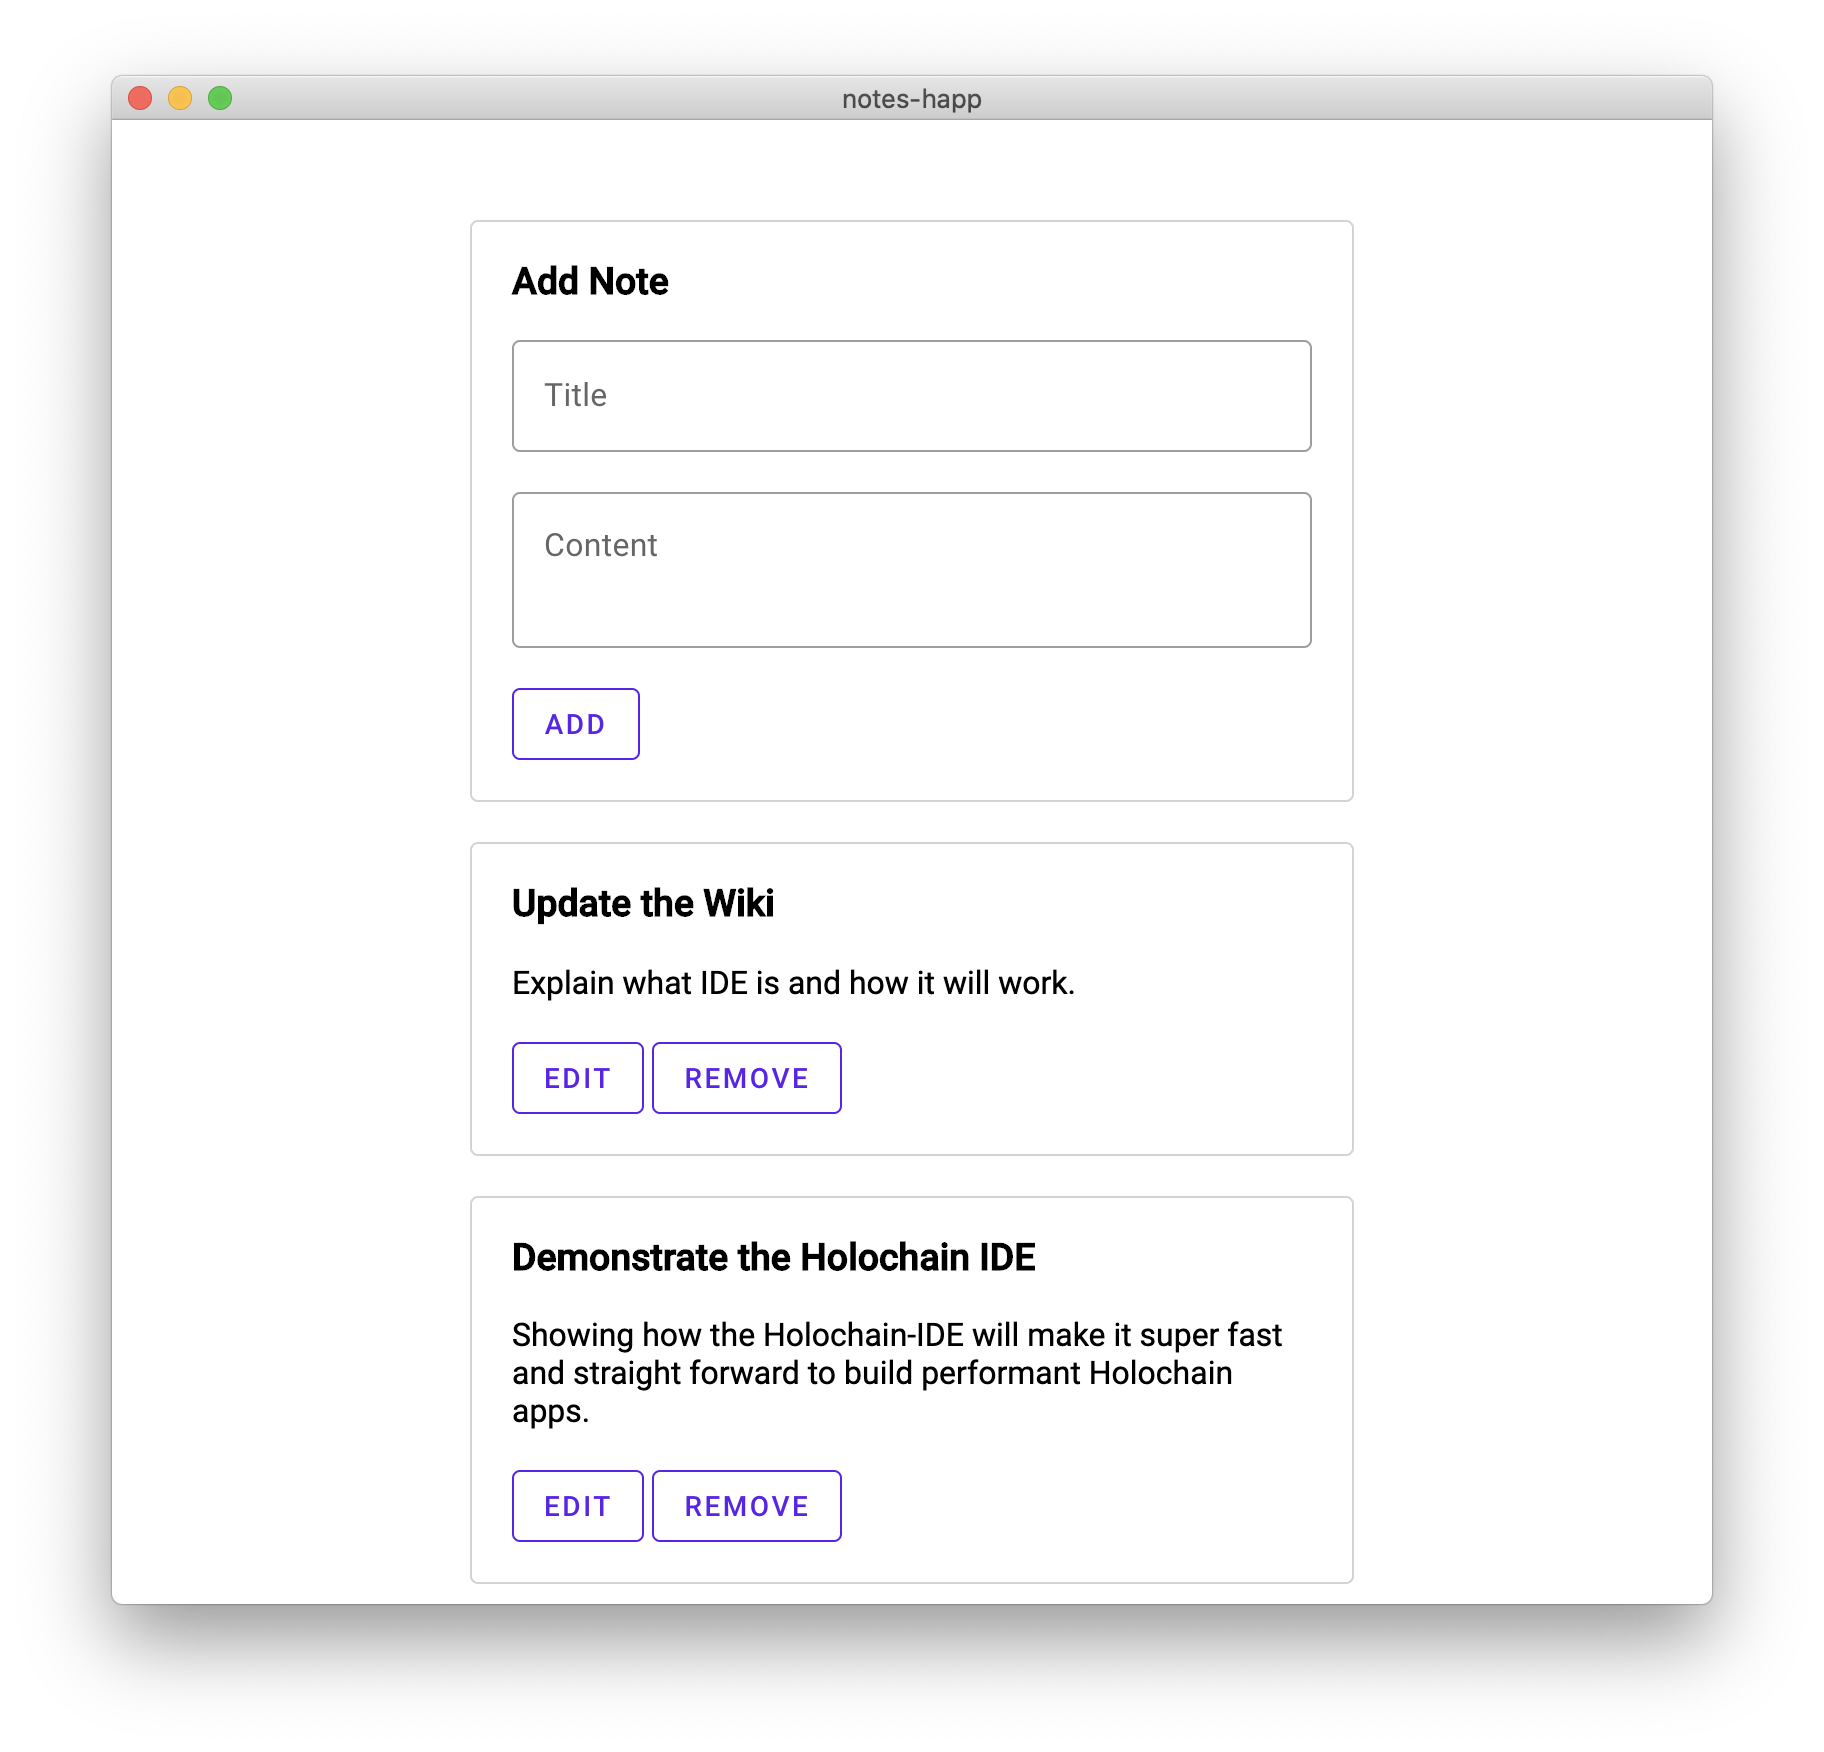 notes-happ
Add Note
Title
Content
ADD
Update the Wiki
Explain what IDE is and how it will work.
EDIT REMOVE
Demonstrate the Holochain IDE
Showing how the Holochain-IDE will make it super fast
and straight forward to build performant Holochain
apps.
EDIT REMOVE